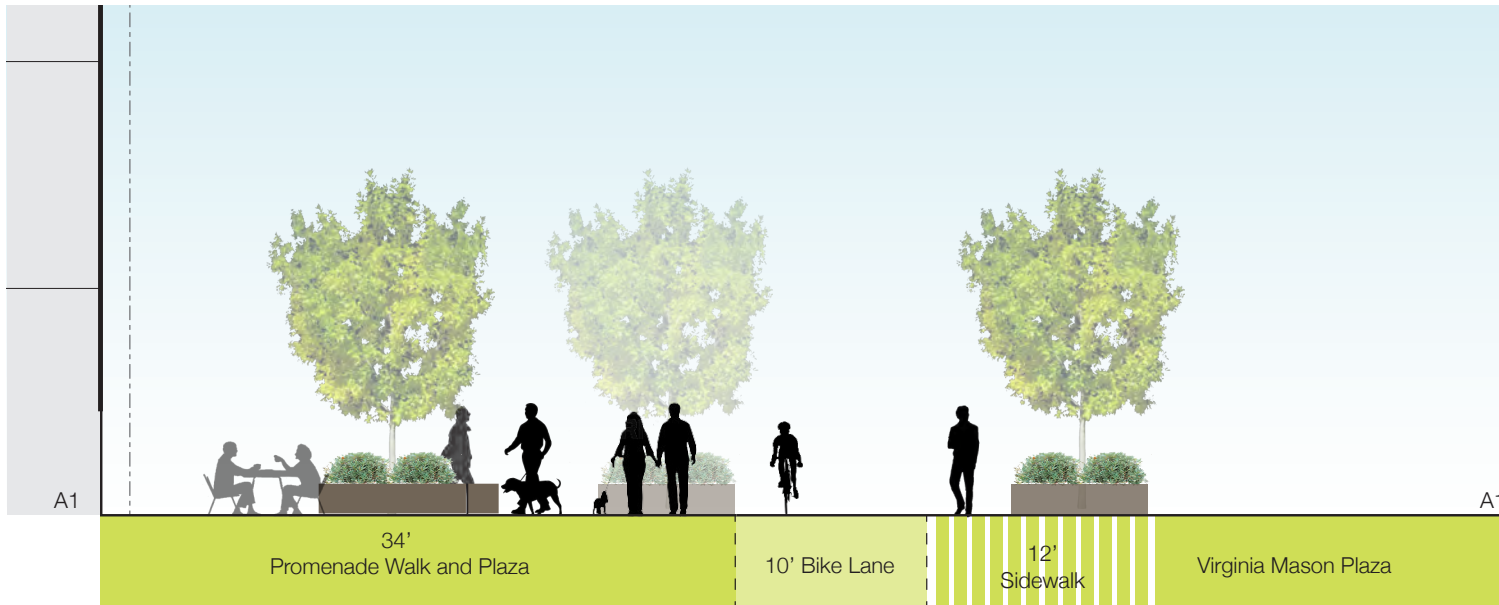 A1
A1
34’
Promenade Walk and Plaza
10’ Bike Lane
12’
Sidewalk
Virginia Mason Plaza